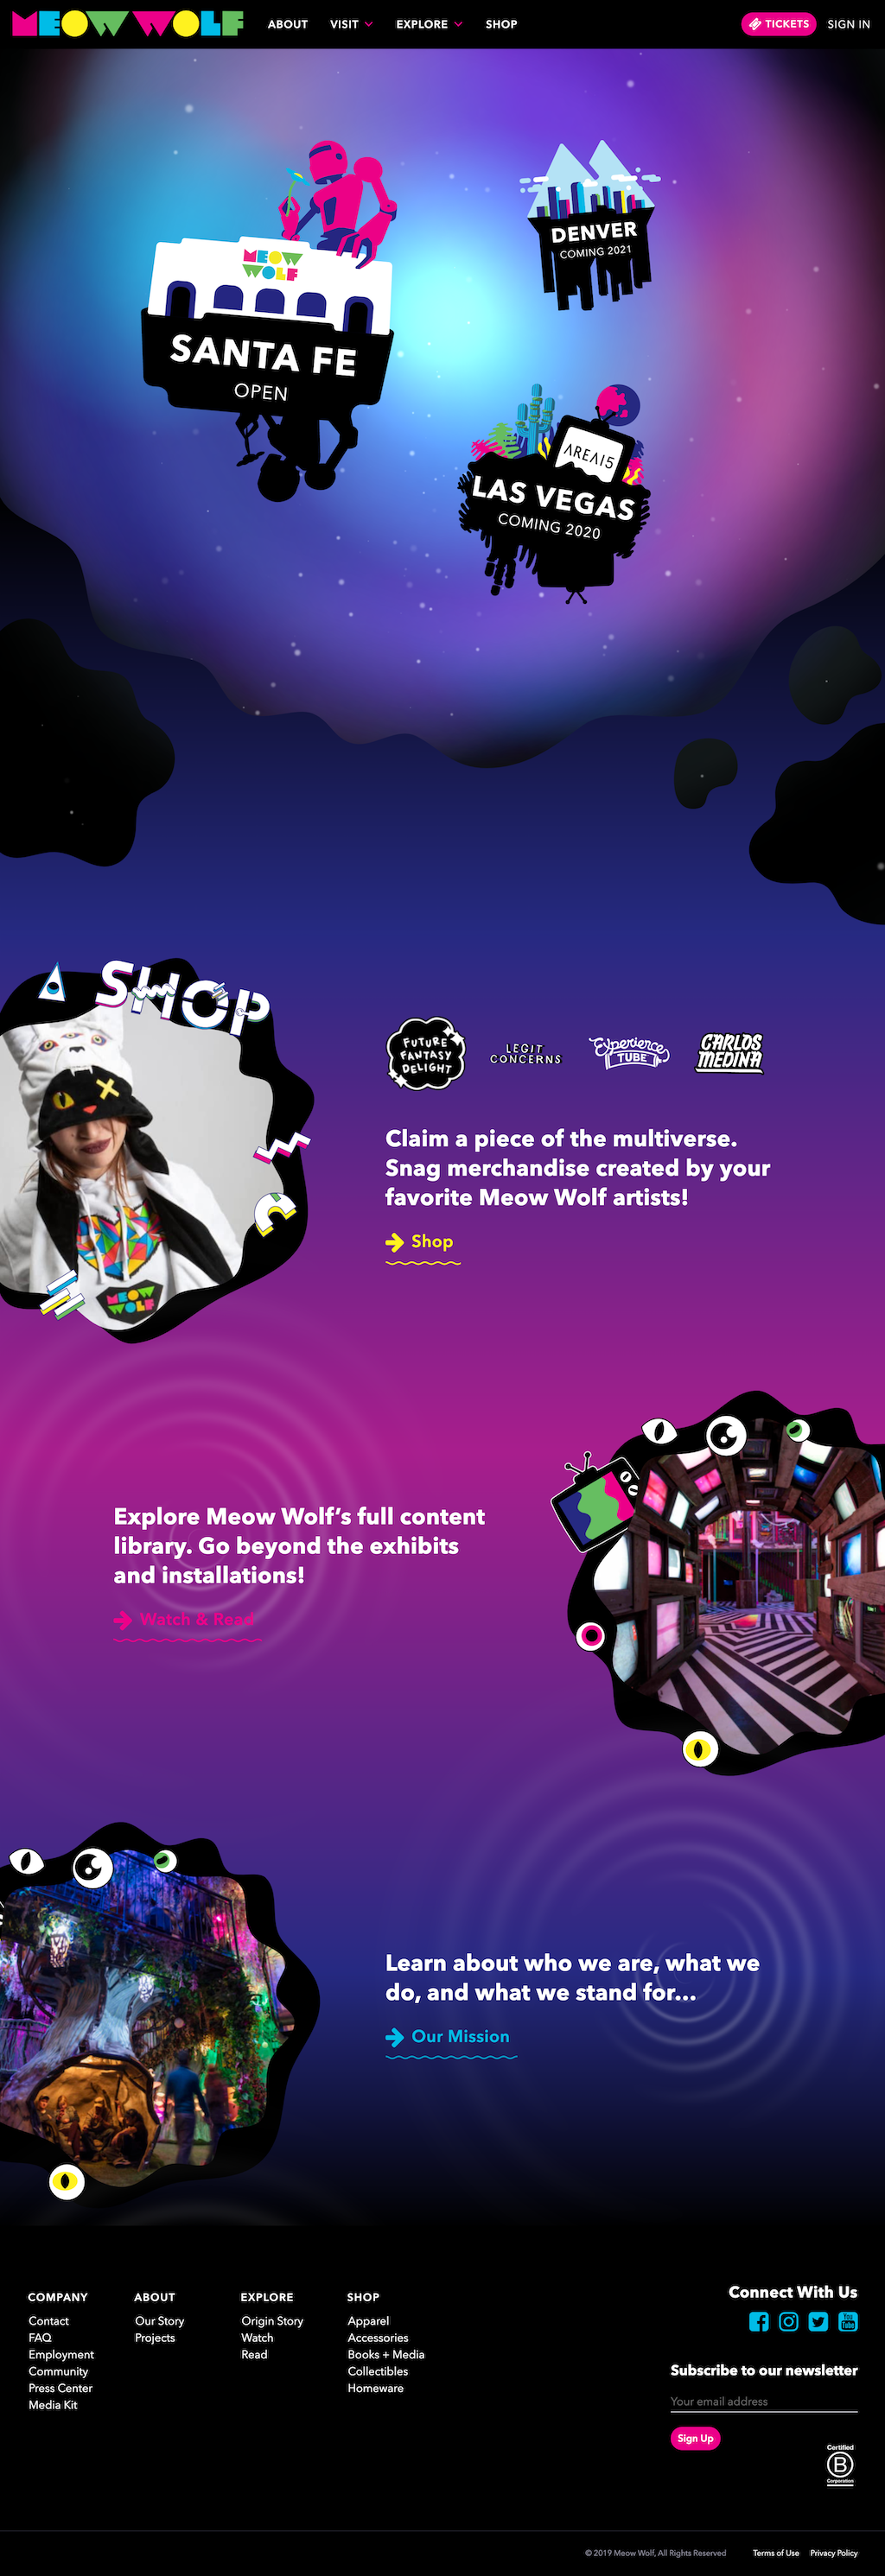 MEOW WOLF ABOUT VISIT EXPLORE SHOP TICKETS SIGN IN
MEOW
WOLF
SANTA FE
OPEN
DENVER
COMING 2021
AREA15
LAS VEGAS
COMING 2020
SHOP
MEOW
WOLF
FUTURE
FANTASY
DELIGHT
LEGIT
CONCERNS
Experience
TUBE
CARLOS
MEDINA
Claim a piece of the multiverse.
Snag merchandise created by your
favorite Meow Wolf artists!
Shop
Explore Meow Wolf’s full content
library. Go beyond the exhibits
and installations!
Watch & Read
Learn about who we are, what we
do, and what we stand for...
Our Mission
COMPANY
Contact
FAQ
Employment
Community
Press Center
Media Kit
ABOUT
Our Story
Projects
EXPLORE
Origin Story
Watch
Read
SHOP
Apparel
Accessories
Books + Media
Collectibles
Homeware
Connect With Us
You
Tube
Subscribe to our newsletter
Your email address
Sign Up
Certified
B
Corporation
© 2019 Meow Wolf, All Rights Reserved Terms of Use Privacy Policy